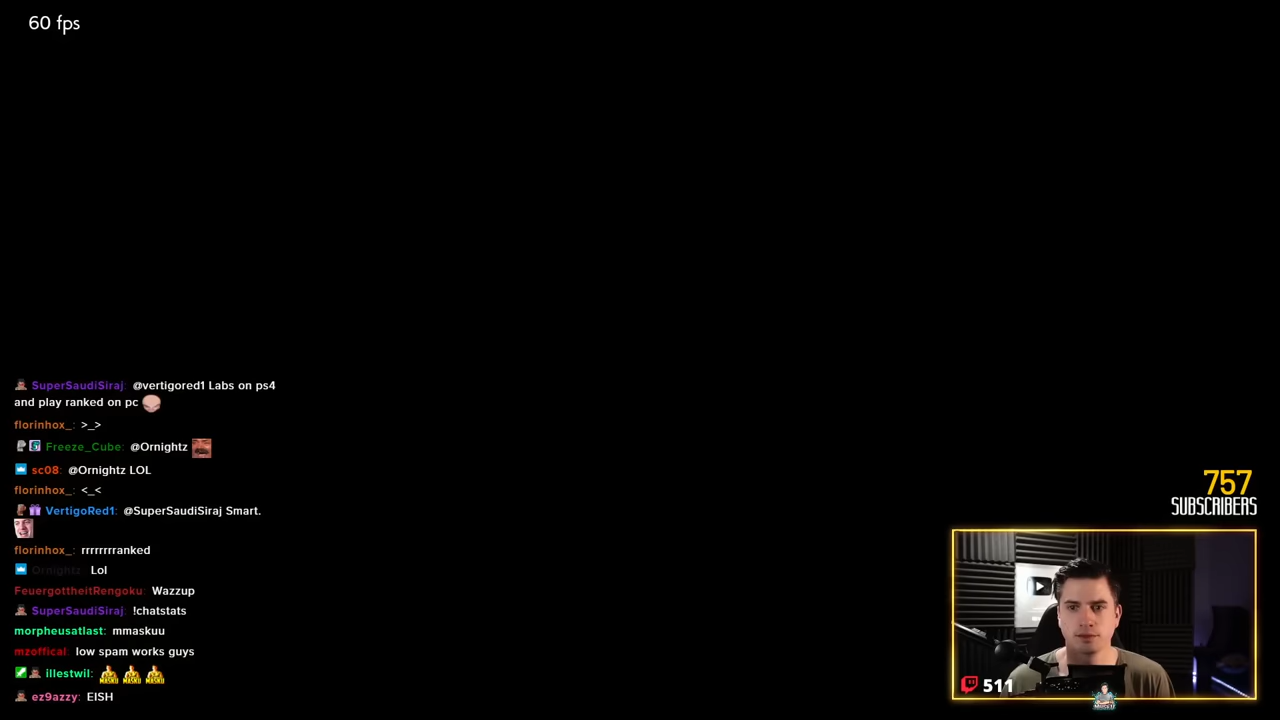 60 fps
SuperSaudiSiraj: @vertigored1 Labs on ps4
and play ranked on pc
florinhox_: >_>
Freeze_Cube: @Ornightz
sc08: @Ornightz LOL
florinhox_: <_<
VertigoRed1: @SuperSaudiSiraj Smart.
florinhox_: rrrrrrrranked
Ornightz: Lol
FeuergottheitRengoku: Wazzup
SuperSaudiSiraj: !chatstats
morpheusatlast: mmaskuu
mzoffical: low spam works guys
illestwil:
ez9azzy: EISH
757
SUBSCRIBERS
511